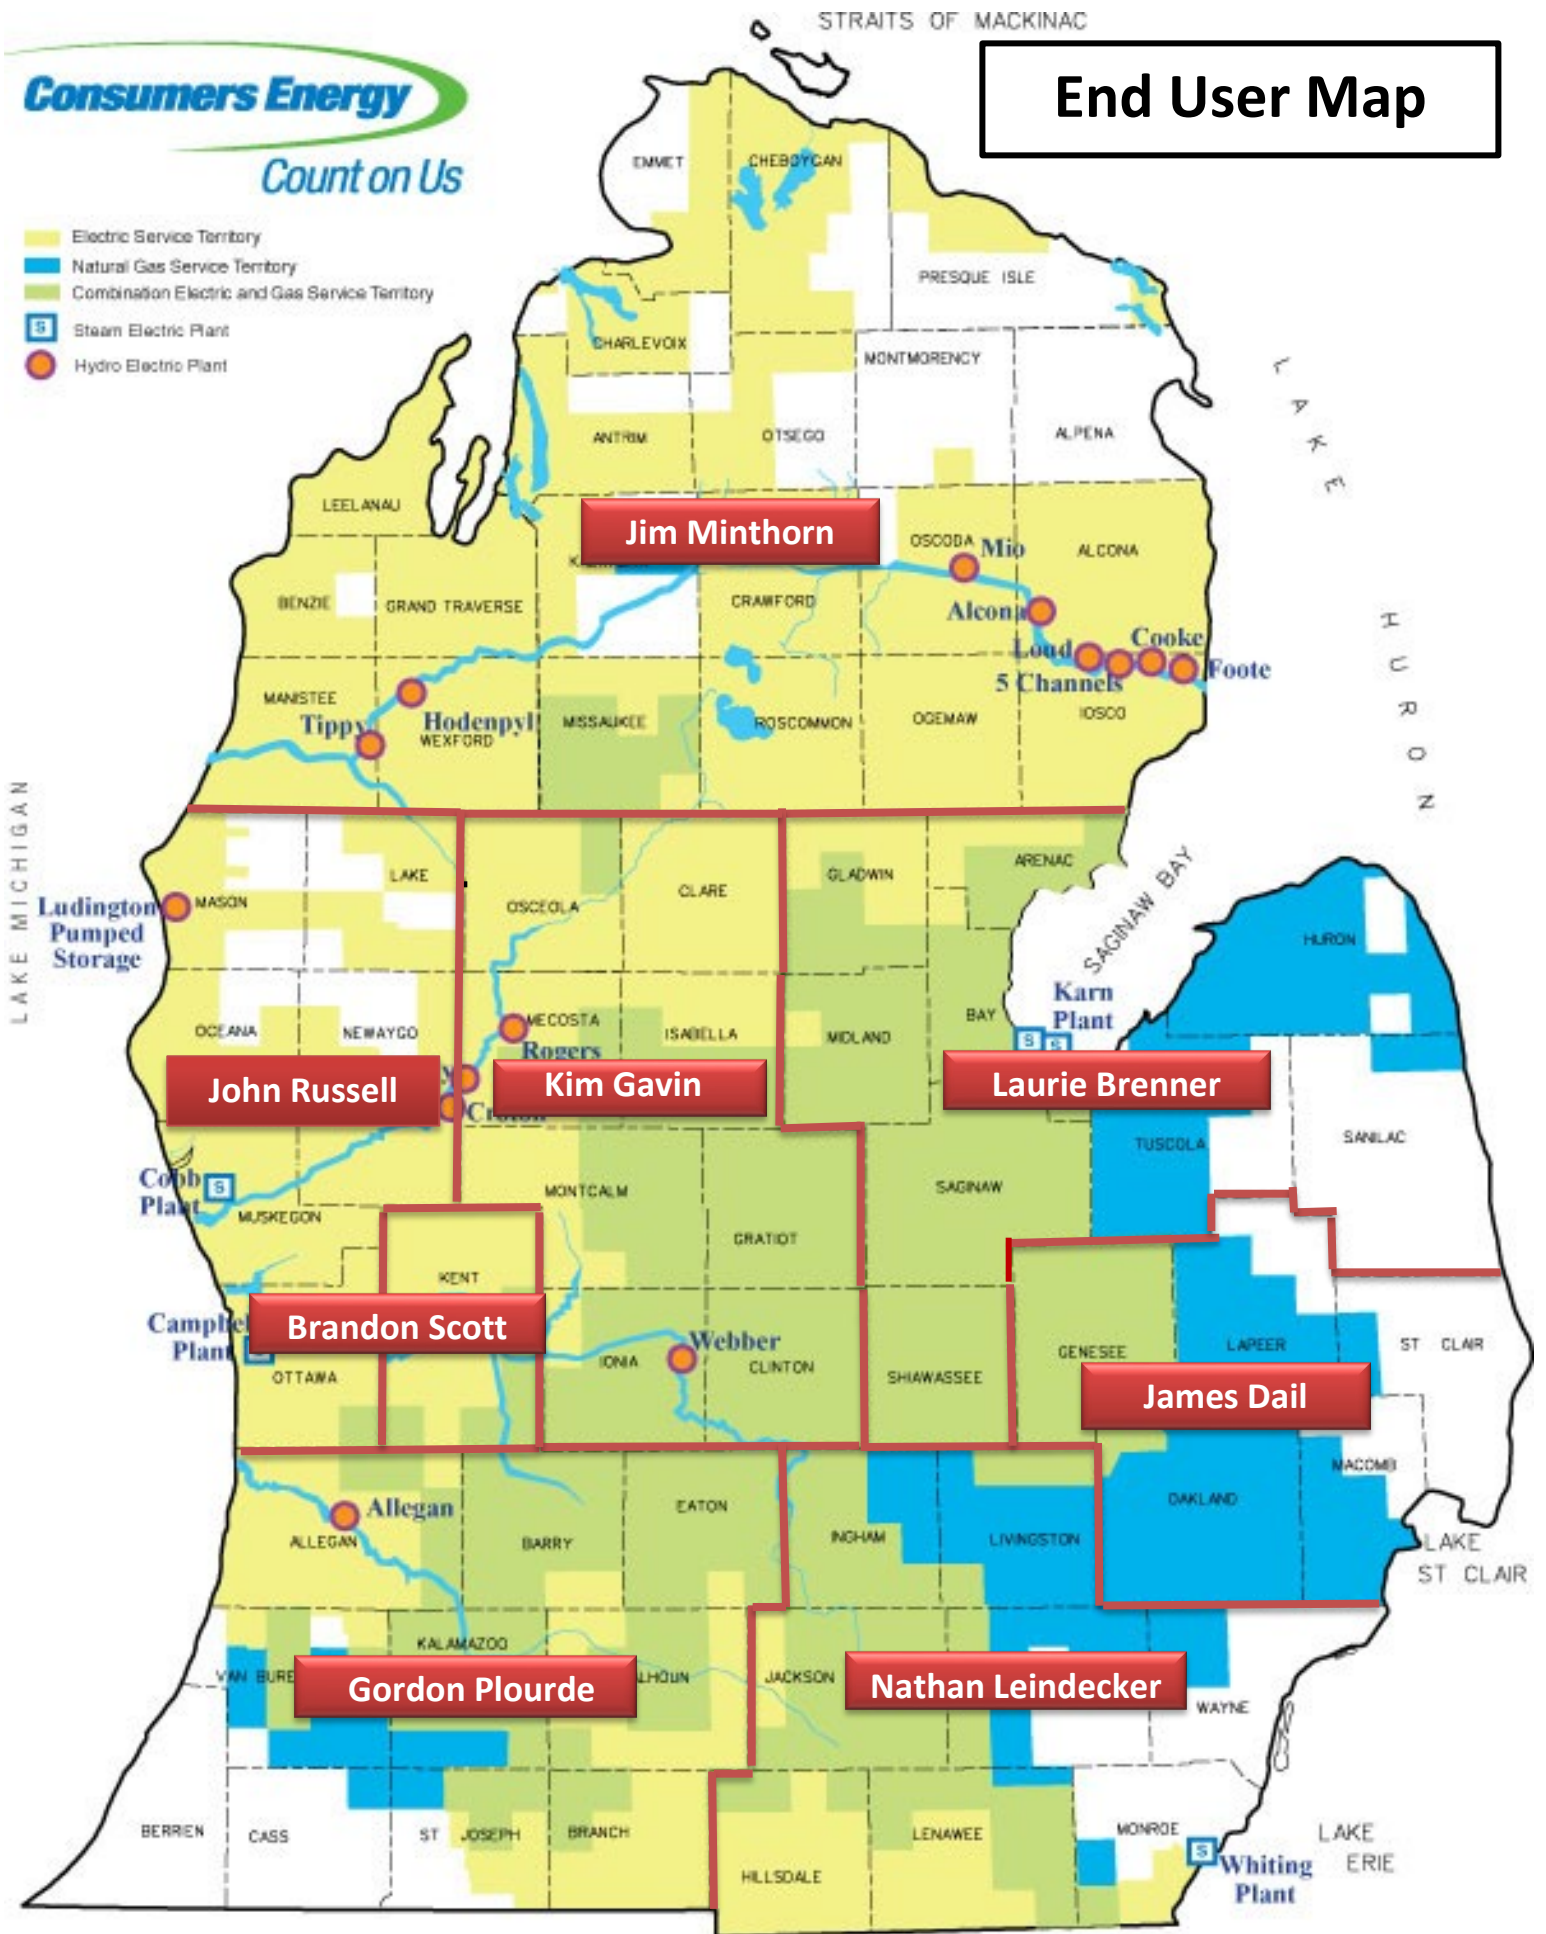 STRAITS OF MACKINAC
End User Map
Consumers Energy
Count on Us
Electric Service Territory
Natural Gas Service Territory
Combination Electric and Gas Service Territory
S Steam Electric Plant
Hydro Electric Plant
EMMET
CHEBOYGAN
PRESQUE ISLE
CHARLEVOIX
MONTMORENCY
ANTRIM
OTSEGO
ALPENA
LAKE
HURON
LEELANAU
Jim Minthorn
OSCODA
Mio
ALCONA
BENZIE
GRAND TRAVERSE
CRAWFORD
Alcona
Loud
Cooke
5 Channels
Foote
MANISTEE
Tippy
Hodenpyl
WEXFORD
MISSAUKEE
ROSCOMMON
OGEMAW
IOSCO
LAKE MICHIGAN
LAKE
MASON
Ludington
Pumped
Storage
OSCEOLA
CLARE
GLADWIN
ARENAC
SAGINAW BAY
HURON
OCEANA
NEWAYGO
MECOSTA
Rogers
ISABELLA
MIDLAND
BAY
Karn
Plant
S
S
John Russell
Kim Gavin
Laurie Brenner
TUSCOLA
SANILAC
Cobb
Plant
S
MUSKEGON
MONTCALM
GRATIOT
SAGINAW
KENT
Brandon Scott
Plant
OTTAWA
IONIA
Webber
CLINTON
SHIAWASSEE
GENESEE
LAPEER
ST CLAIR
James Dail
MACOMB
OAKLAND
Allegan
ALLEGAN
BARRY
EATON
INGHAM
LIVINGSTON
LAKE
ST CLAIR
KALAMAZOO
VAN BURE
LHOUN
JACKSON
Gordon Plourde
Nathan Leindecker
WAYNE
BERRIEN
CASS
ST JOSEPH
BRANCH
HILLSDALE
LENAWEE
MONROE
S
Whiting
Plant
LAKE
ERIE